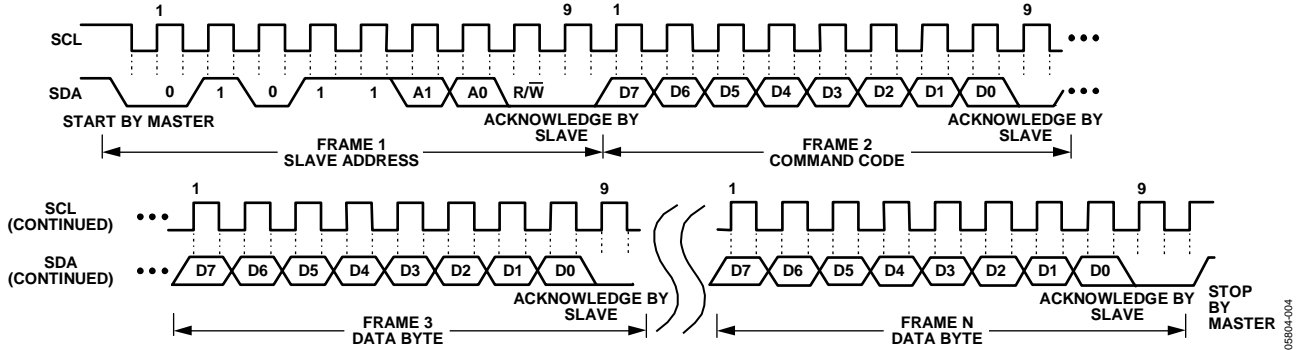 1 9 1 9
SCL
SDA 0 1 0 1 1 A1 A0 R/W̅ D7 D6 D5 D4 D3 D2 D1 D0
START BY MASTER ACKNOWLEDGE BY ACKNOWLEDGE BY
SLAVE SLAVE
FRAME 1 FRAME 2
SLAVE ADDRESS COMMAND CODE
1 9 1 9
SCL
(CONTINUED)
SDA D7 D6 D5 D4 D3 D2 D1 D0 D7 D6 D5 D4 D3 D2 D1 D0
(CONTINUED)
ACKNOWLEDGE BY ACKNOWLEDGE BY STOP
SLAVE SLAVE BY
MASTER
FRAME 3 FRAME N
DATA BYTE DATA BYTE
05804-004